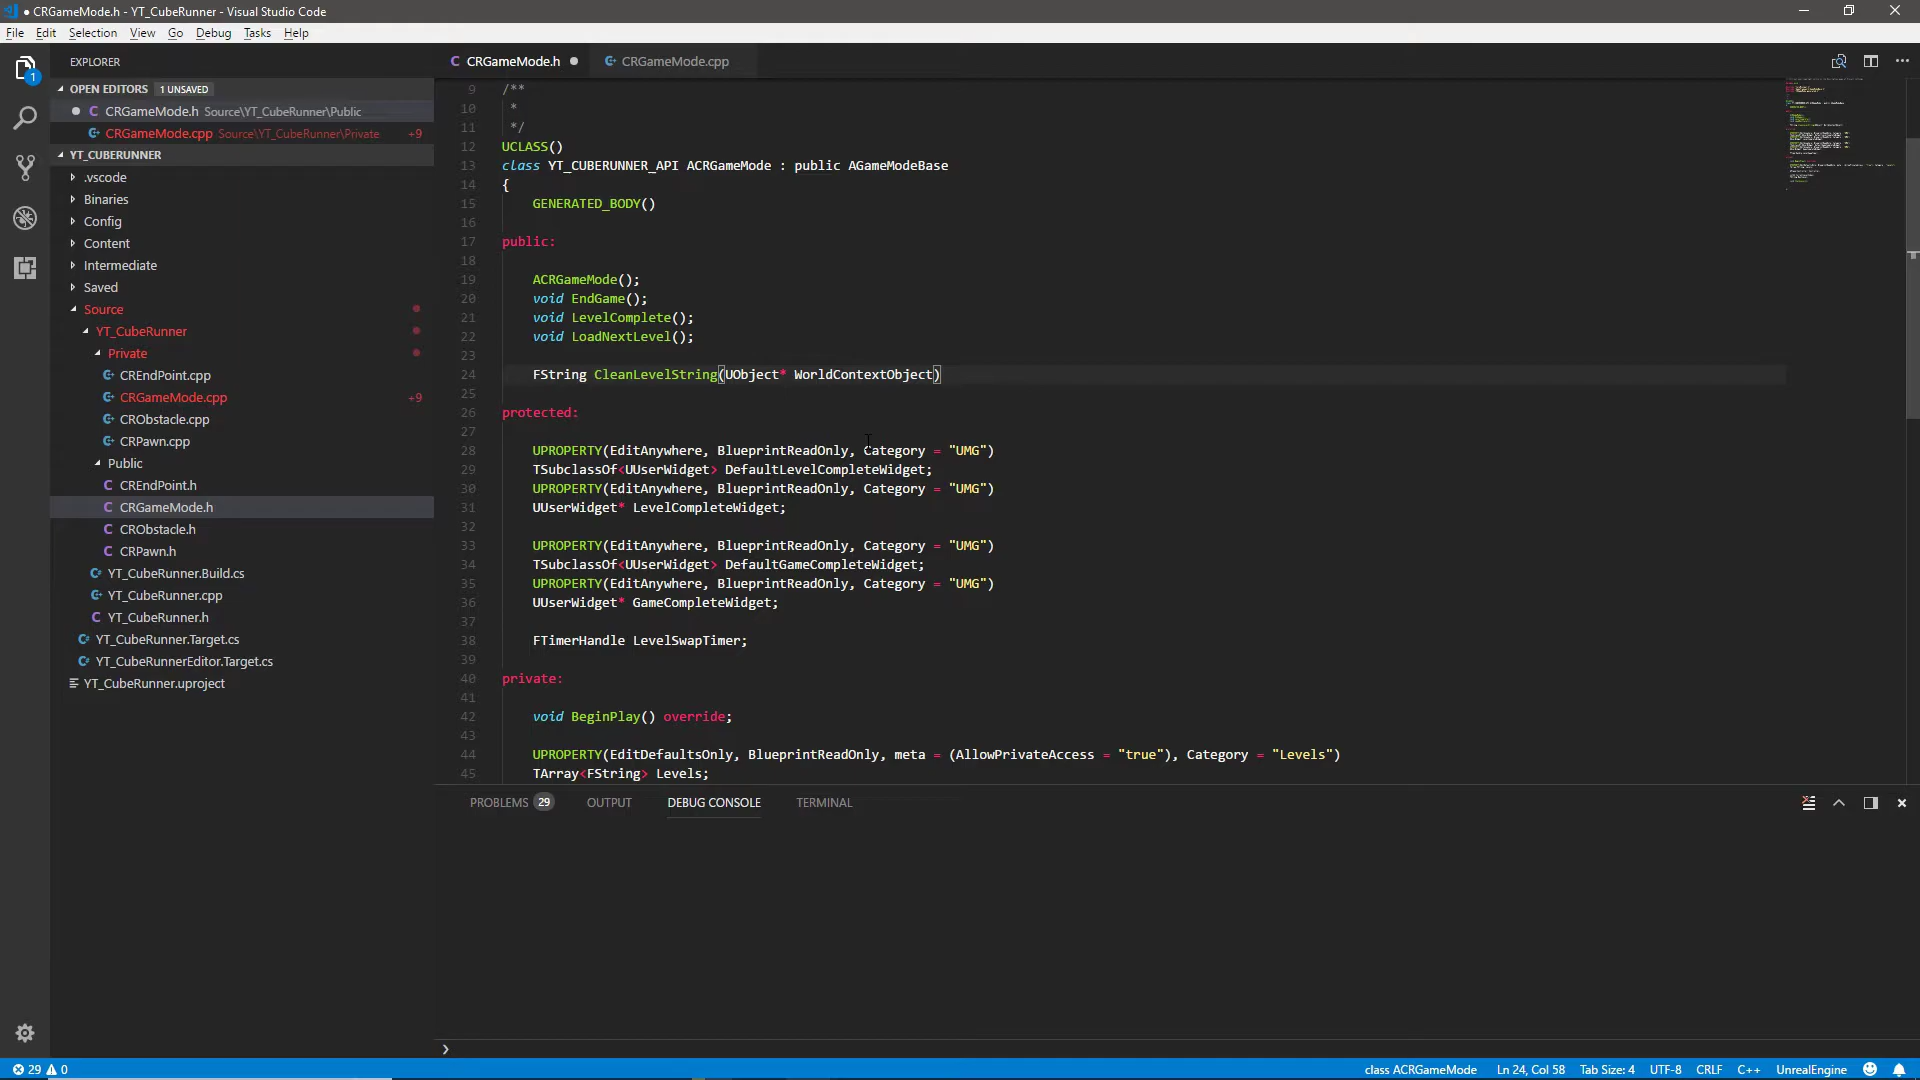 ● CRGameMode.h - YT_CubeRunner - Visual Studio Code
File Edit Selection View Go Debug Tasks Help
EXPLORER
OPEN EDITORS 1 UNSAVED
CRGameMode.h Source\YT_CubeRunner\Public
CRGameMode.cpp Source\YT_CubeRunner\Private +9
YT_CUBERUNNER
.vscode
Binaries
Config
Content
Intermediate
Saved
Source
YT_CubeRunner
Private
CREndPoint.cpp
CRGameMode.cpp +9
CRObstacle.cpp
CRPawn.cpp
Public
CREndPoint.h
CRGameMode.h
CRObstacle.h
CRPawn.h
YT_CubeRunner.Build.cs
YT_CubeRunner.cpp
YT_CubeRunner.h
YT_CubeRunner.Target.cs
YT_CubeRunnerEditor.Target.cs
YT_CubeRunner.uproject
1
CRGameMode.h CRGameMode.cpp
9 /**
10 *
11 */
12 UCLASS()
13 class YT_CUBERUNNER_API ACRGameMode : public AGameModeBase
14 {
15 GENERATED_BODY()
16
17 public:
18
19 ACRGameMode();
20 void EndGame();
21 void LevelComplete();
22 void LoadNextLevel();
23
24 FString CleanLevelString(UObject* WorldContextObject)
25
26 protected:
27
28 UPROPERTY(EditAnywhere, BlueprintReadOnly, Category = "UMG")
29 TSubclassOf<UUserWidget> DefaultLevelCompleteWidget;
30 UPROPERTY(EditAnywhere, BlueprintReadOnly, Category = "UMG")
31 UUserWidget* LevelCompleteWidget;
32
33 UPROPERTY(EditAnywhere, BlueprintReadOnly, Category = "UMG")
34 TSubclassOf<UUserWidget> DefaultGameCompleteWidget;
35 UPROPERTY(EditAnywhere, BlueprintReadOnly, Category = "UMG")
36 UUserWidget* GameCompleteWidget;
37
38 FTimerHandle LevelSwapTimer;
39
40 private:
41
42 void BeginPlay() override;
43
44 UPROPERTY(EditDefaultsOnly, BlueprintReadOnly, meta = (AllowPrivateAccess = "true"), Category = "Levels")
45 TArray<FString> Levels;
PROBLEMS 29 OUTPUT DEBUG CONSOLE TERMINAL
29 0
class ACRGameMode Ln 24, Col 58 Tab Size: 4 UTF-8 CRLF C++ UnrealEngine